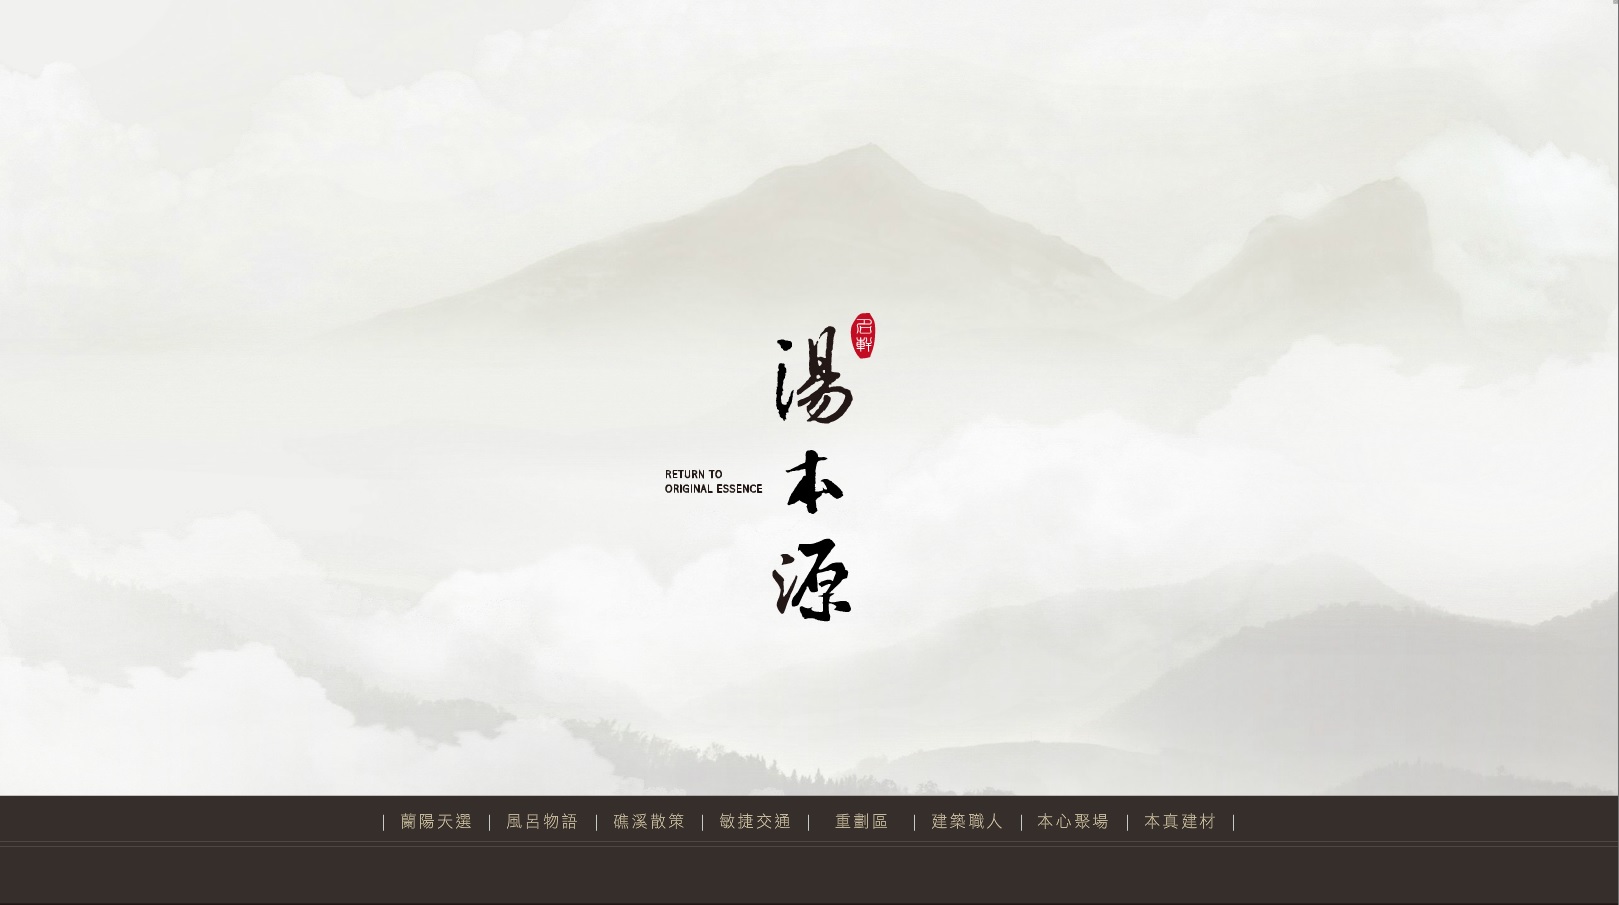 名軒
湯本源
RETURN TO
ORIGINAL ESSENCE
蘭陽天選 | 風呂物語 | 礁溪散策 | 敏捷交通 | 重劃區 | 建築職人 | 本心聚場 | 本真建材